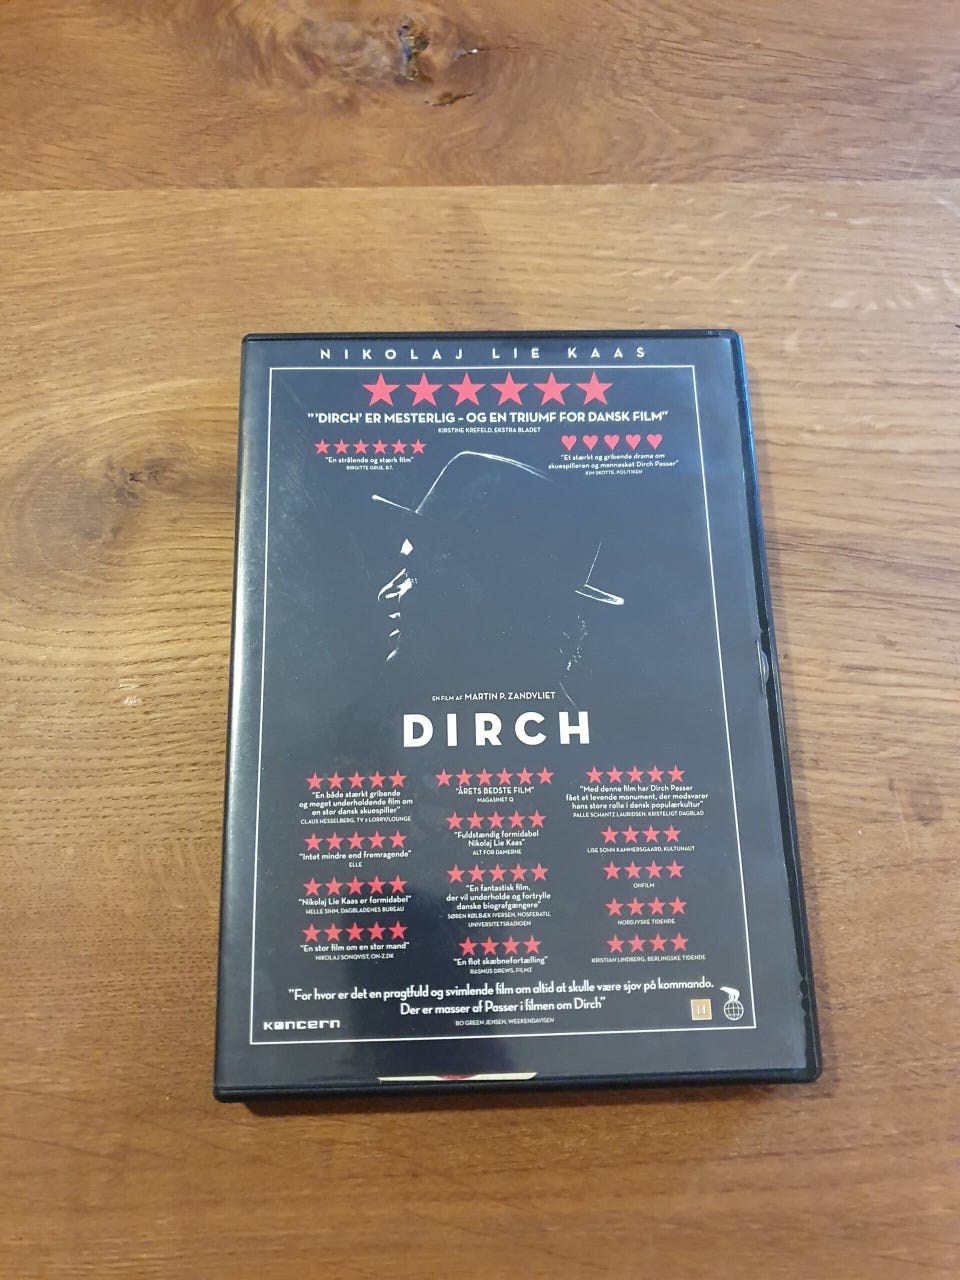 NIKOLAJ LIE KAAS
"'DIRCH' ER MESTERLIG – OG EN TRIUMF FOR DANSK FILM"
KIRSTINE KREFELD, EKSTRA BLADET
"En strålende og stærk film"
BIRGITTE GRUE, B.T.
"Et stærkt og gribende drama om
skuespilleren og mennesket Dirch Passer"
KIM SKOTTE, POLITIKEN
EN FILM AF MARTIN P. ZANDVLIET
DIRCH
"En både stærkt gribende
og meget underholdende film om
en stor dansk skuespiller"
CLAUS HESSELBERG, TV 2 LORRY/LOUNGE
"Intet mindre end fremragende"
ELLE
"Nikolaj Lie Kaas er formidabel"
HELLE SIHM, DAGBLADENES BUREAU
"En stor film om en stor mand"
NIKOLAJ SONQVIST, ON-Z.DK
"ÅRETS BEDSTE FILM"
MAGASINET Q
"Fuldstændig formidabel
Nikolaj Lie Kaas"
ALT FOR DAMERNE
"En fantastisk film,
der vil underholde og fortrylle
danske biografgængere"
SØREN KØLBÆK IVERSEN, NOSFERATU,
UNIVERSITETSRADIOEN
"En flot skæbnefortælling"
RASMUS DREWS, FILMZ
"Med denne film har Dirch Passer
fået et levende monument, der modsvarer
hans store rolle i dansk populærkultur"
PALLE SCHANTZ LAURIDSEN, KRISTELIGT DAGBLAD
LISE SOHN KAMMERSGAARD, KULTUNAUT
ONFILM
NORDJYSKE TIDENDE
KRISTIAN LINDBERG, BERLINGSKE TIDENDE
"For hvor er det en pragtfuld og svimlende film om altid at skulle være sjov på kommando.
Der er masser af Passer i filmen om Dirch"
BO GREEN JENSEN, WEEKENDAVISEN
Koncern
11